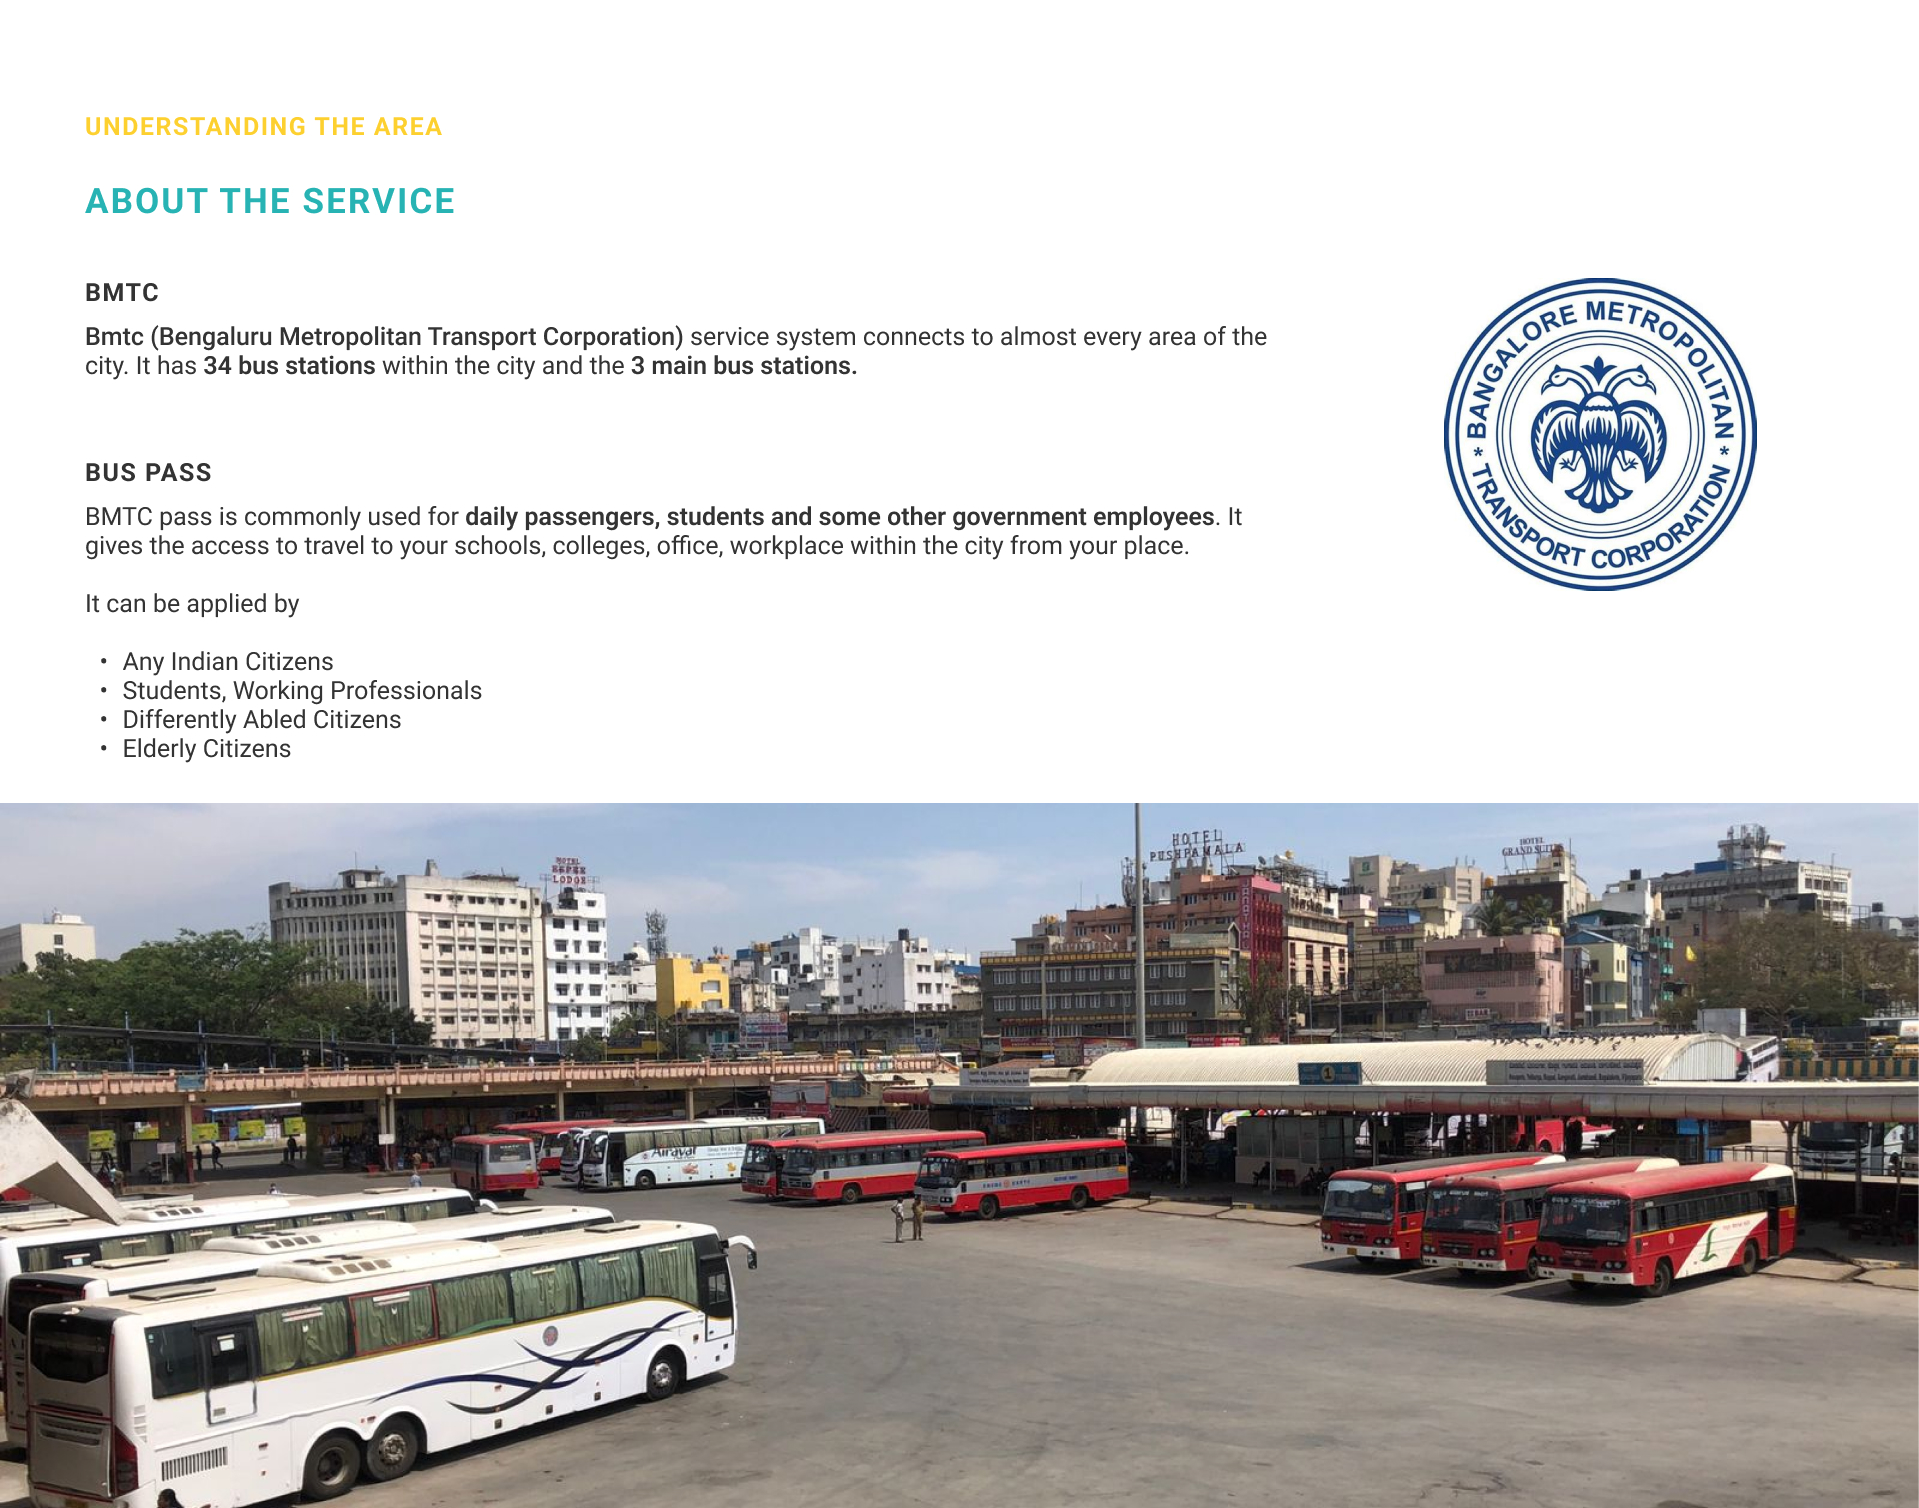 UNDERSTANDING THE AREA
ABOUT THE SERVICE
BMTC
Bmtc (Bengaluru Metropolitan Transport Corporation) service system connects to almost every area of the
city. It has 34 bus stations within the city and the 3 main bus stations.
BUS PASS
BMTC pass is commonly used for daily passengers, students and some other government employees. It
gives the access to travel to your schools, colleges, office, workplace within the city from your place.
It can be applied by
• Any Indian Citizens
• Students, Working Professionals
• Differently Abled Citizens
• Elderly Citizens
BANGALORE METROPOLITAN
* TRANSPORT CORPORATION *
HOTEL
PUSHPAMALA
HOTEL
GRAND SUITES
HOTEL
LODGE
ATM
1
Airavat